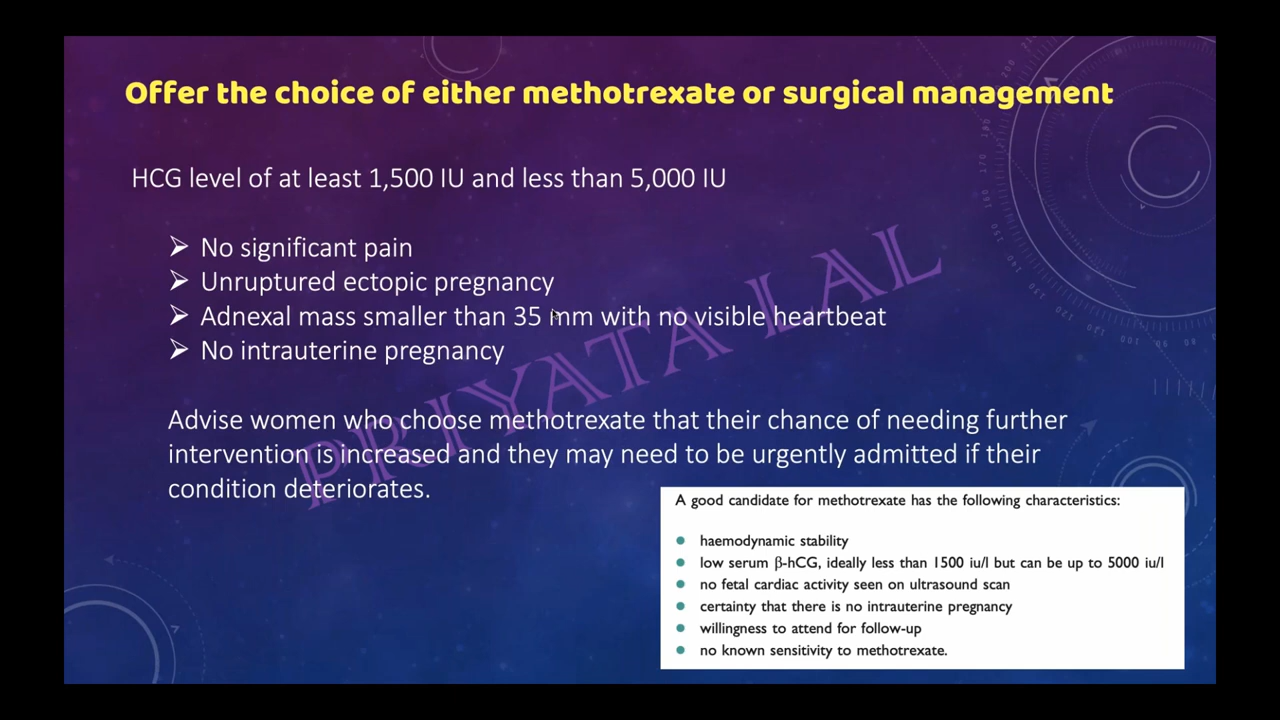 Offer the choice of either methotrexate or surgical management
HCG level of at least 1,500 IU and less than 5,000 IU
➢ No significant pain
➢ Unruptured ectopic pregnancy
➢ Adnexal mass smaller than 35 mm with no visible heartbeat
➢ No intrauterine pregnancy
PRIYATA LAL
Advise women who choose methotrexate that their chance of needing further
intervention is increased and they may need to be urgently admitted if their
condition deteriorates.
A good candidate for methotrexate has the following characteristics:
● haemodynamic stability
● low serum β-hCG, ideally less than 1500 iu/l but can be up to 5000 iu/l
● no fetal cardiac activity seen on ultrasound scan
● certainty that there is no intrauterine pregnancy
● willingness to attend for follow-up
● no known sensitivity to methotrexate.